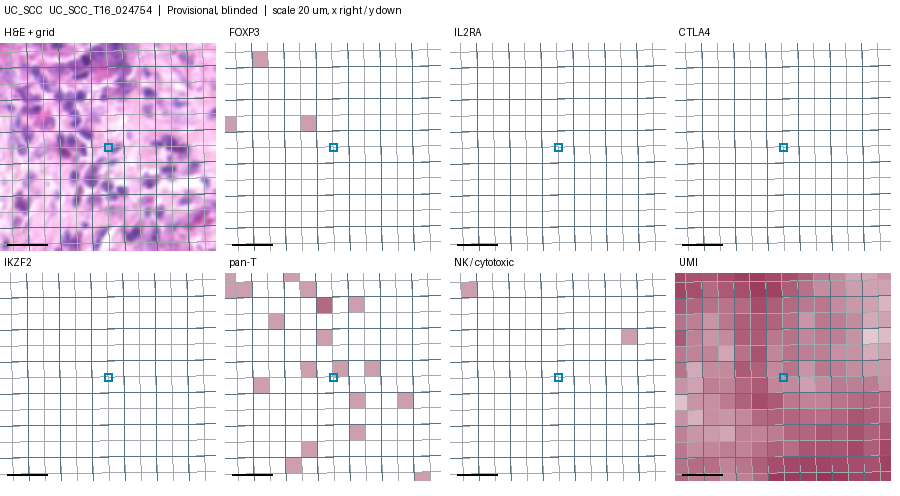 UC_SCC UC_SCC_T16_024754 | Provisional, blinded | scale 20 um, x right / y down
H&E + grid
FOXP3
IL2RA
CTLA4
IKZF2
pan-T
NK / cytotoxic
UMI